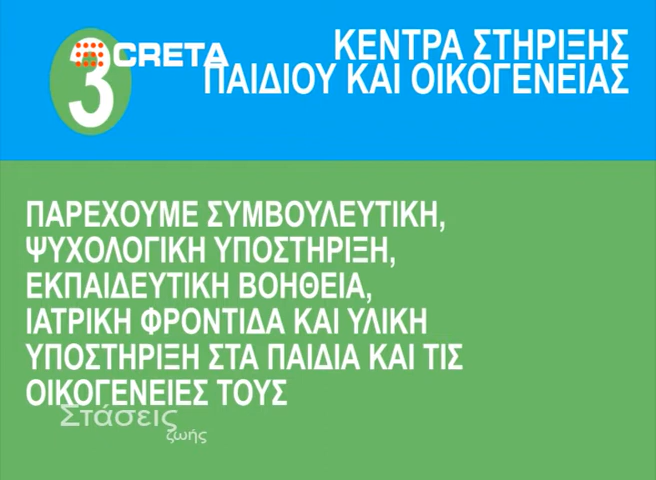 3
CRETA
ΚΕΝΤΡΑ ΣΤΗΡΙΞΗΣ
ΠΑΙΔΙΟΥ ΚΑΙ ΟΙΚΟΓΕΝΕΙΑΣ
ΠΑΡΕΧΟΥΜΕ ΣΥΜΒΟΥΛΕΥΤΙΚΗ,
ΨΥΧΟΛΟΓΙΚΗ ΥΠΟΣΤΗΡΙΞΗ,
ΕΚΠΑΙΔΕΥΤΙΚΗ ΒΟΗΘΕΙΑ,
ΙΑΤΡΙΚΗ ΦΡΟΝΤΙΔΑ ΚΑΙ ΥΛΙΚΗ
ΥΠΟΣΤΗΡΙΞΗ ΣΤΑ ΠΑΙΔΙΑ ΚΑΙ ΤΙΣ
ΟΙΚΟΓΕΝΕΙΕΣ ΤΟΥΣ
Στάσεις
ζωής